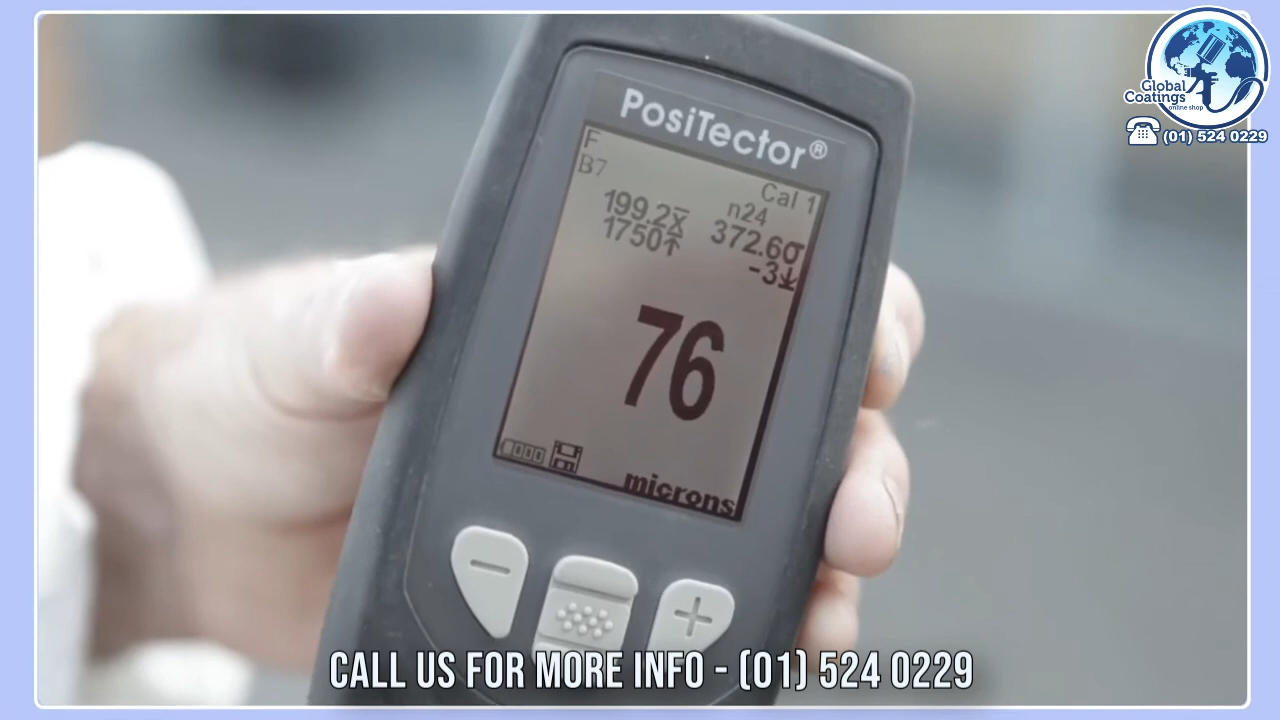 Global
Coatings
online shop
(01) 524 0229
PosiTector®
F
B7
Cal 1
n24
199.2x̅ 372.6σ
1750↑ -3↓
76
microns
CALL US FOR MORE INFO - (01) 524 0229